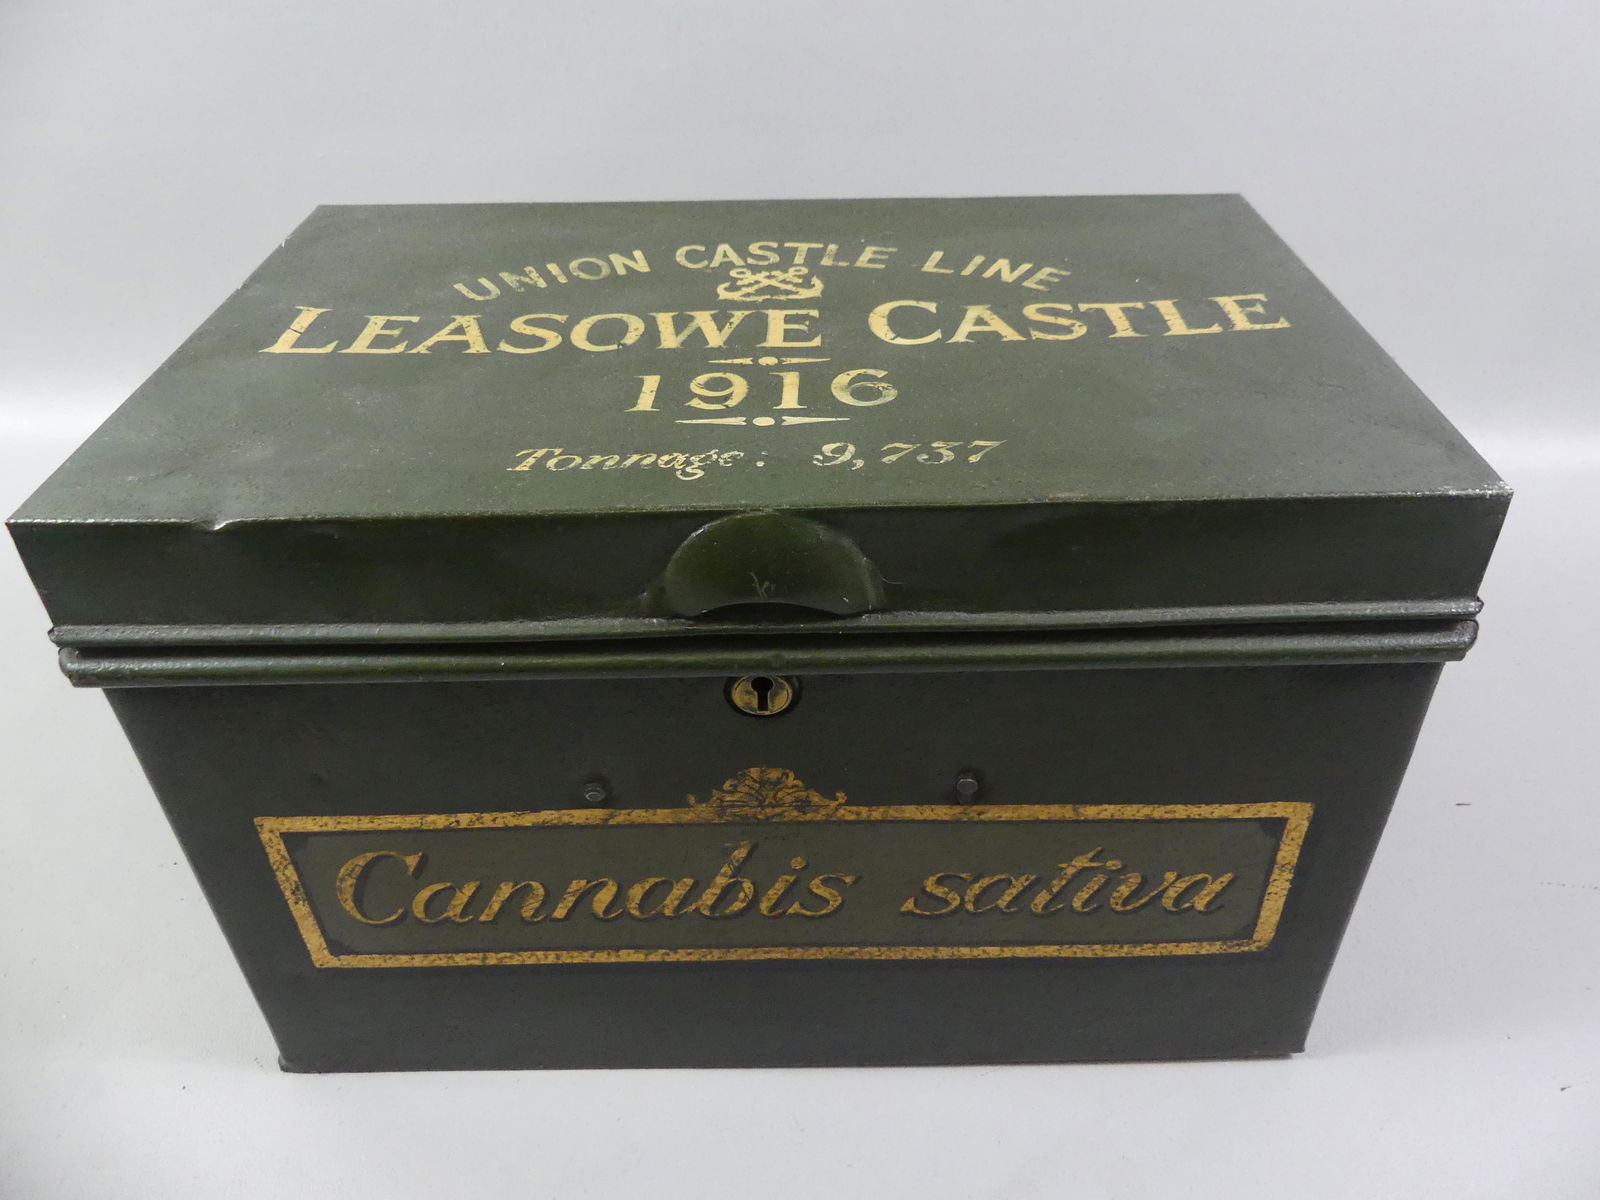 UNION CASTLE LINE
LEASOWE CASTLE
1916
Tonnage: 9,737
Cannabis sativa